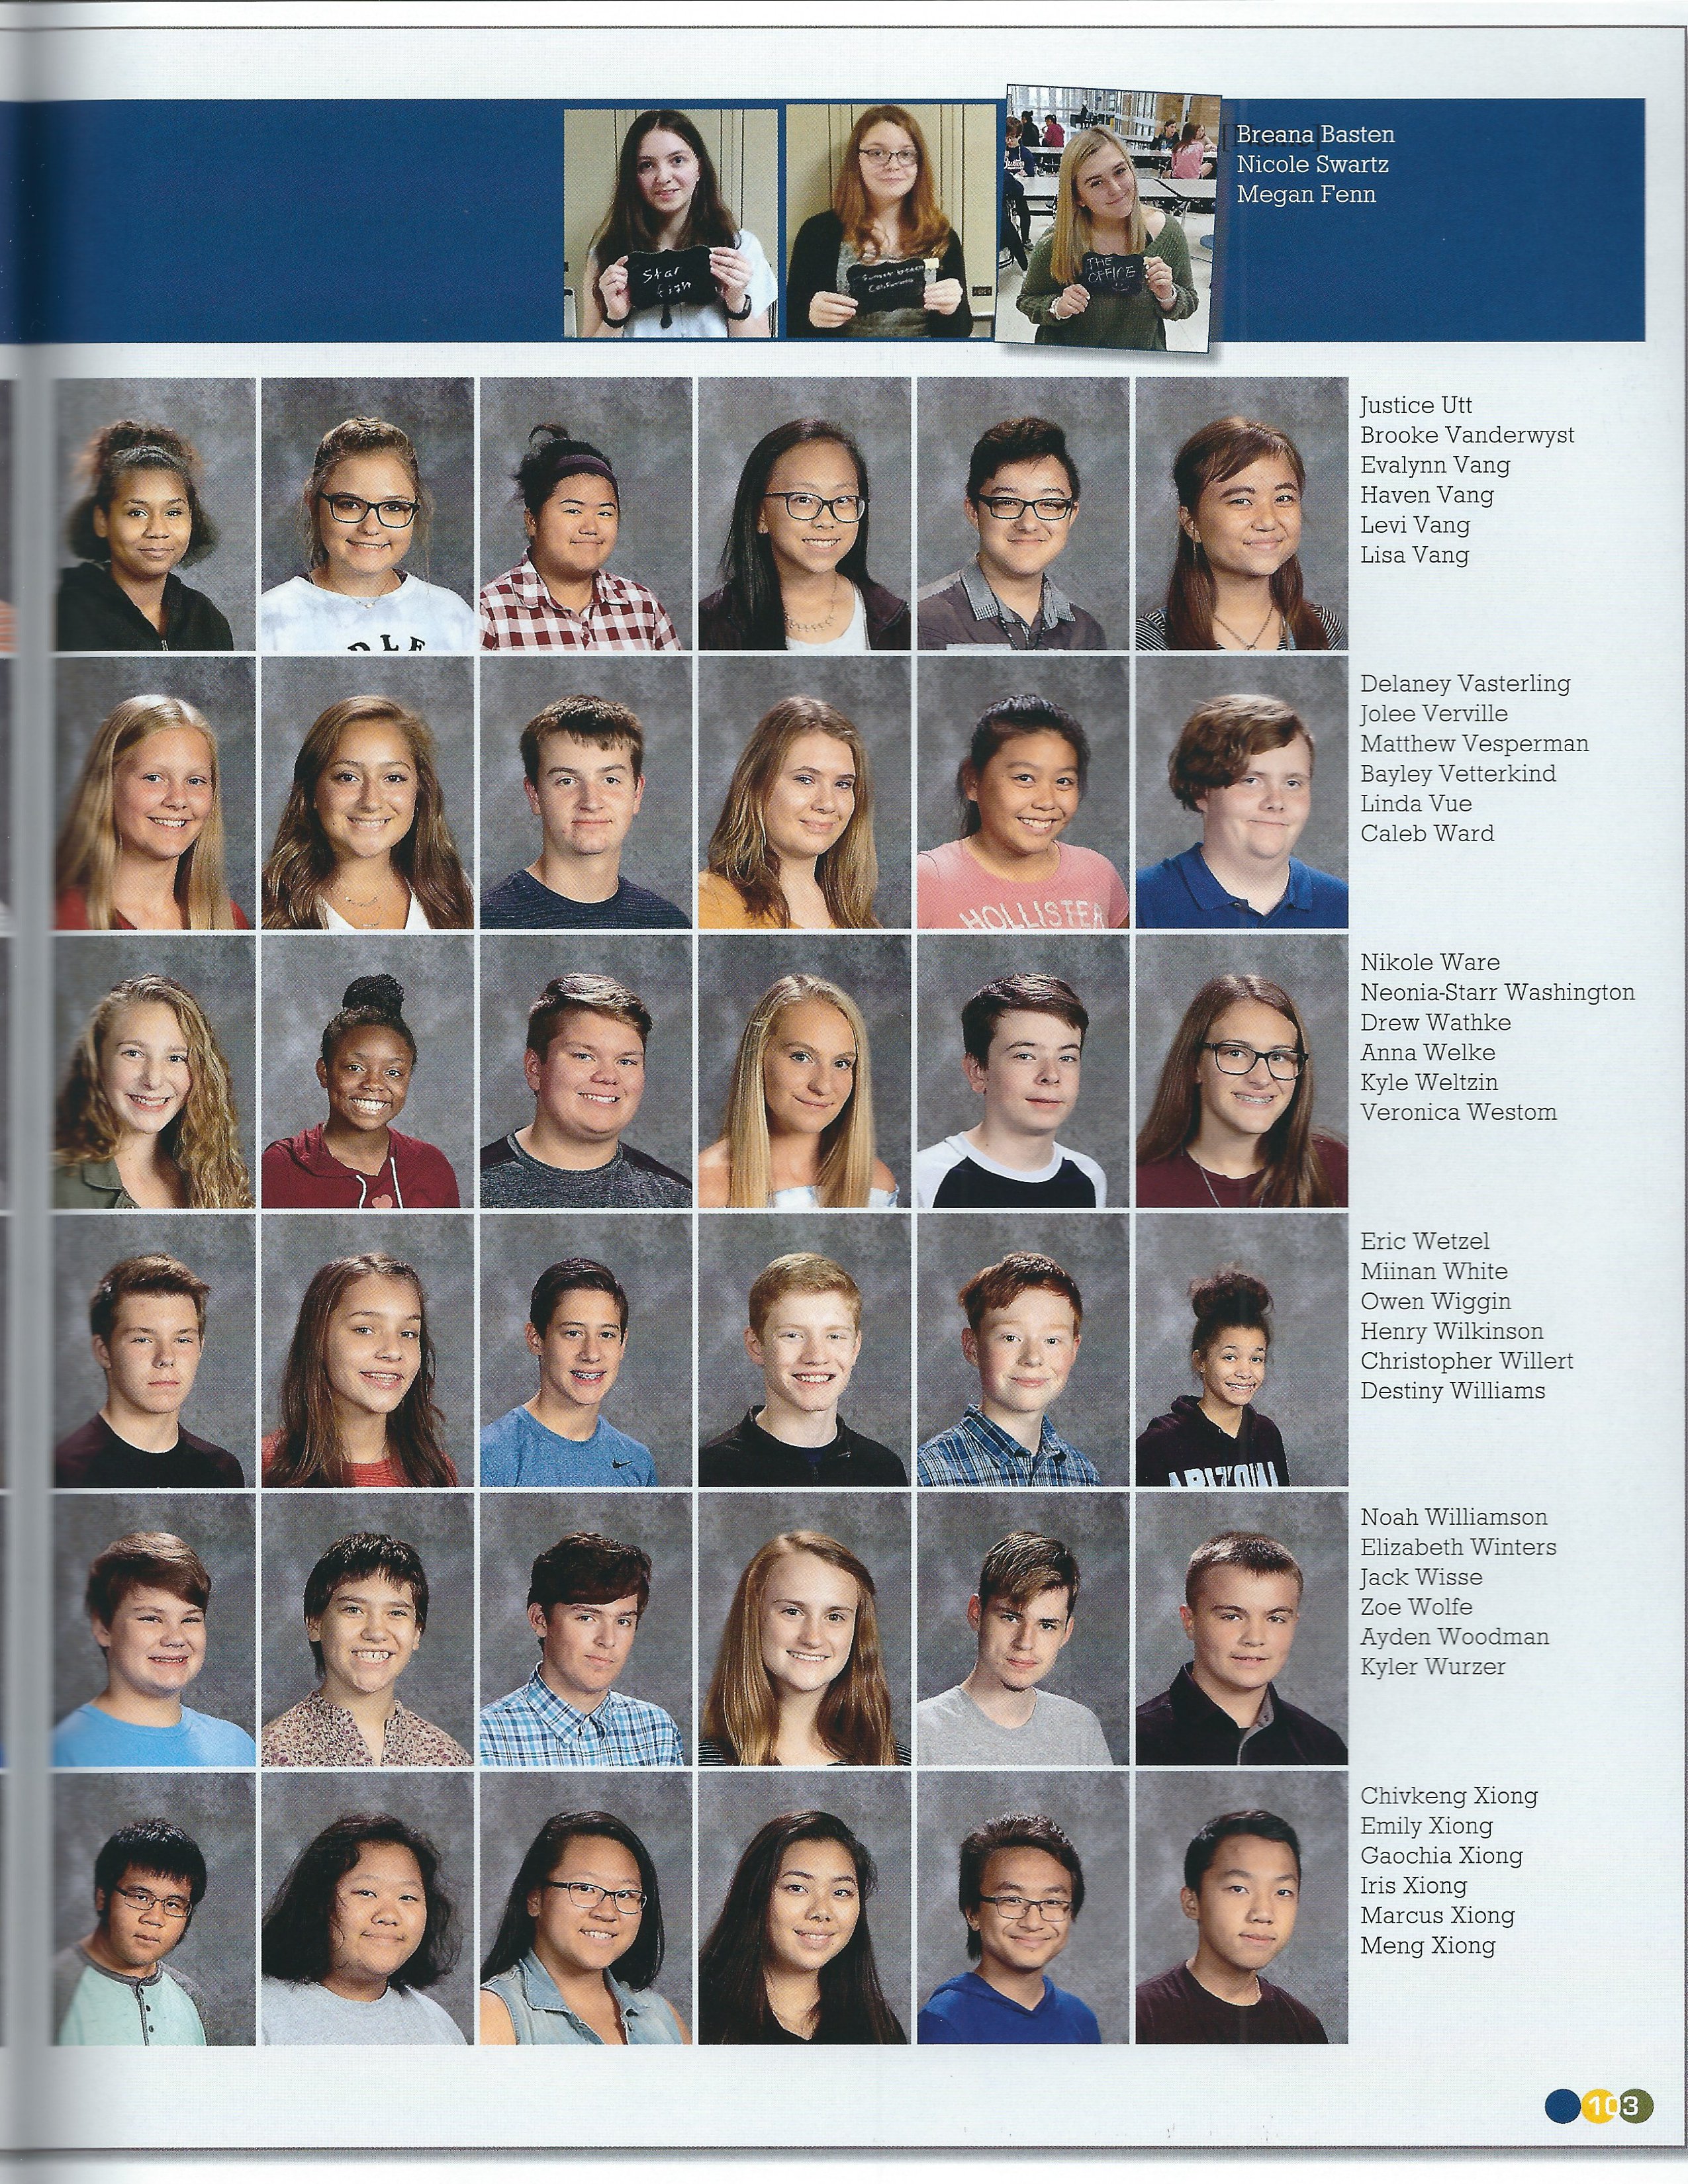 Star
fish
Sunny beach
California
THE
OFFICE
Breana Basten
Nicole Swartz
Megan Fenn
Justice Utt
Brooke Vanderwyst
Evalynn Vang
Haven Vang
Levi Vang
Lisa Vang
Delaney Vasterling
Jolee Verville
Matthew Vesperman
Bayley Vetterkind
Linda Vue
Caleb Ward
HOLLISTER
Nikole Ware
Neonia-Starr Washington
Drew Wathke
Anna Welke
Kyle Weltzin
Veronica Westom
Eric Wetzel
Miinan White
Owen Wiggin
Henry Wilkinson
Christopher Willert
Destiny Williams
Noah Williamson
Elizabeth Winters
Jack Wisse
Zoe Wolfe
Ayden Woodman
Kyler Wurzer
Chivkeng Xiong
Emily Xiong
Gaochia Xiong
Iris Xiong
Marcus Xiong
Meng Xiong
103